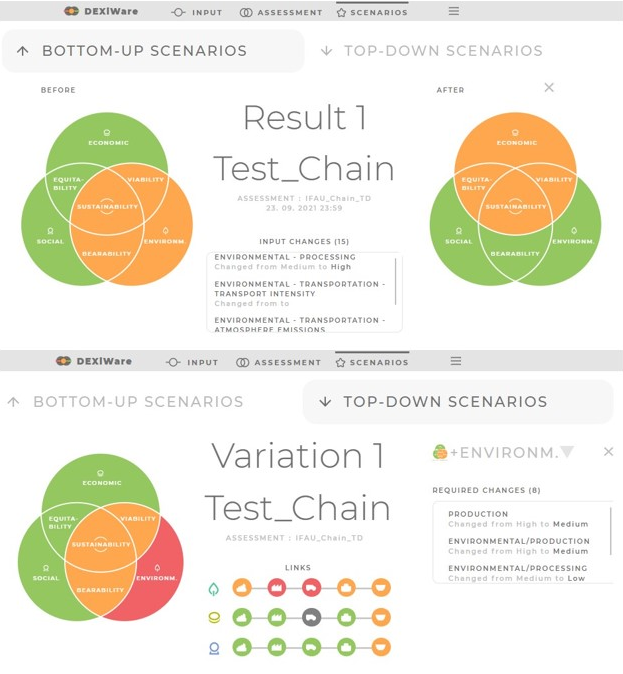 DEXiWare INPUT ASSESSMENT SCENARIOS
BOTTOM-UP SCENARIOS TOP-DOWN SCENARIOS
BEFORE
ECONOMIC
EQUITA-
BILITY
VIABILITY
SUSTAINABILITY
SOCIAL
ENVIRONM.
BEARABILITY
Result 1
Test_Chain
ASSESSMENT : IFAU_Chain_TD
23. 09. 2021 23:59
INPUT CHANGES (15)
ENVIRONMENTAL - PROCESSING
Changed from Medium to High
ENVIRONMENTAL - TRANSPORTATION -
TRANSPORT INTENSITY
Changed from to
ENVIRONMENTAL - TRANSPORTATION -
ATMOSPHERE EMISSIONS
AFTER
ECONOMIC
EQUITA-
BILITY
VIABILITY
SUSTAINABILITY
SOCIAL
ENVIRONM.
BEARABILITY
DEXiWare INPUT ASSESSMENT SCENARIOS
BOTTOM-UP SCENARIOS TOP-DOWN SCENARIOS
ECONOMIC
EQUITA-
BILITY
VIABILITY
SUSTAINABILITY
SOCIAL
ENVIRONM.
BEARABILITY
Variation 1
Test_Chain
ASSESSMENT : IFAU_Chain_TD
LINKS
+ENVIRONM.
REQUIRED CHANGES (8)
PRODUCTION
Changed from High to Medium
ENVIRONMENTAL/PRODUCTION
Changed from High to Medium
ENVIRONMENTAL/PROCESSING
Changed from Medium to Low